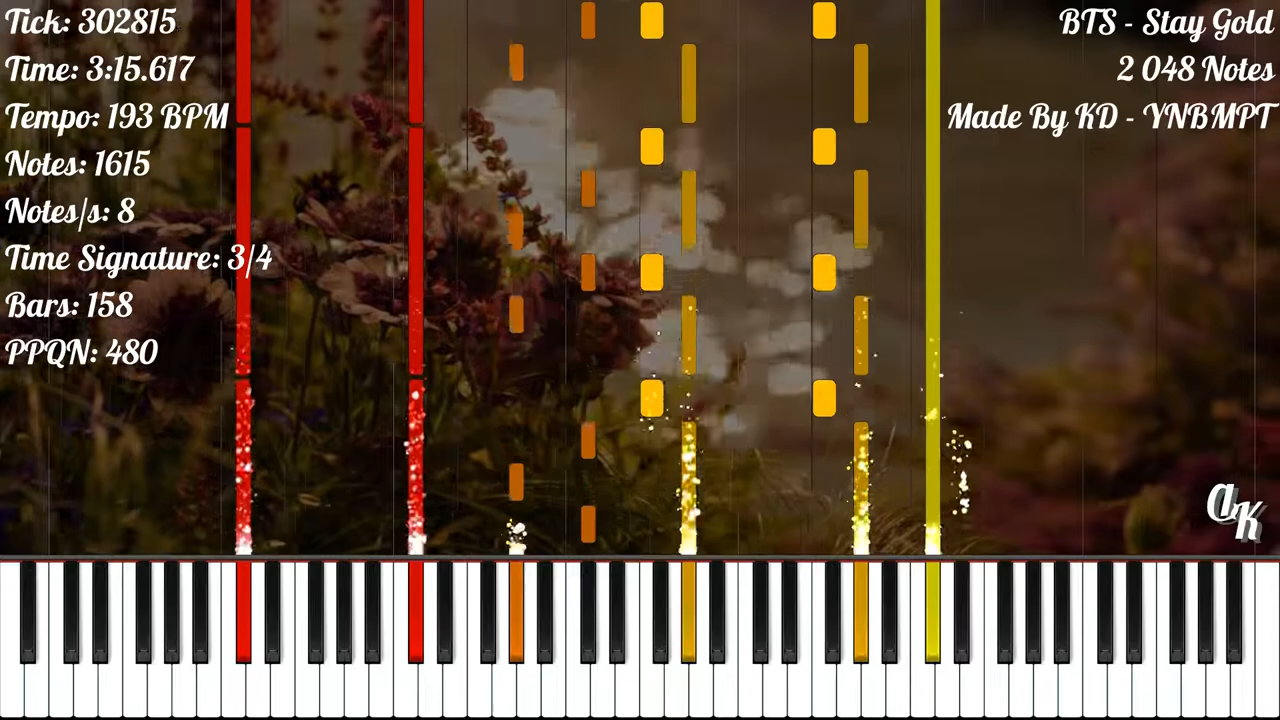 Tick: 302815
Time: 3:15.617
Tempo: 193 BPM
Notes: 1615
Notes/s: 8
Time Signature: 3/4
Bars: 158
PPQN: 480
BTS - Stay Gold
2 048 Notes
Made By KD - YNBMPT
aK